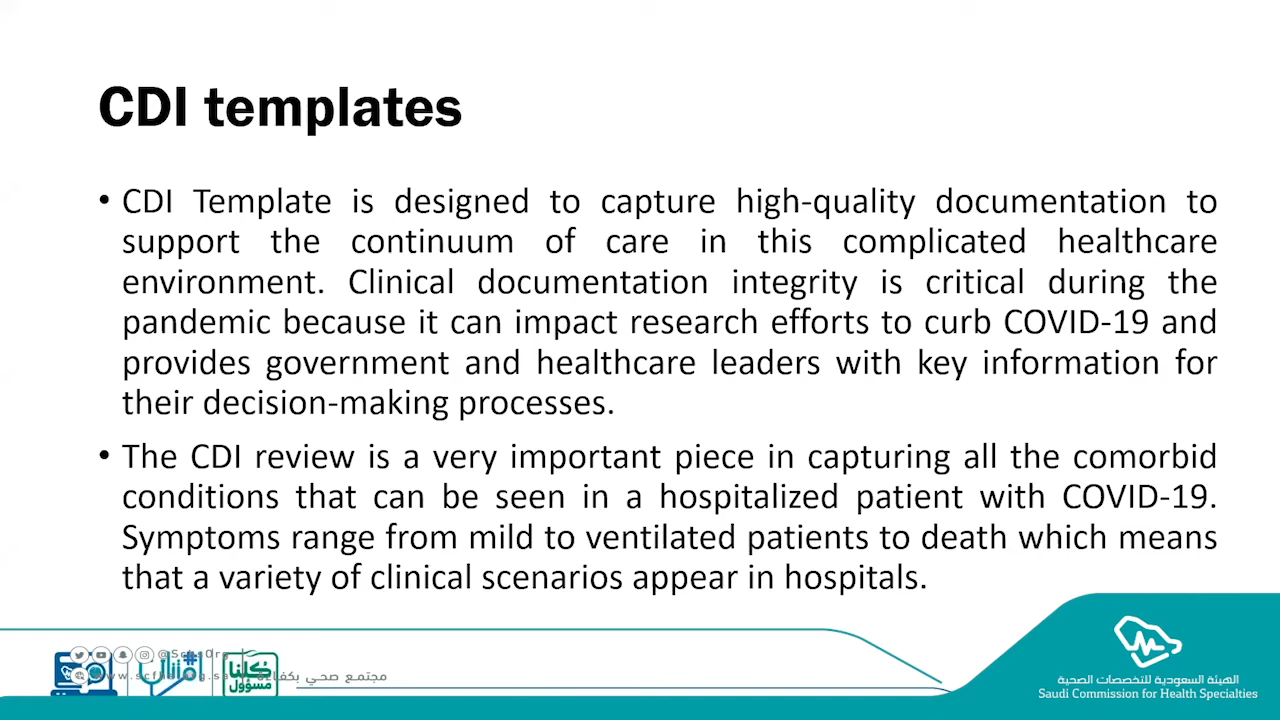 CDI templates
• CDI Template is designed to capture high-quality documentation to
support the continuum of care in this complicated healthcare
environment. Clinical documentation integrity is critical during the
pandemic because it can impact research efforts to curb COVID-19 and
provides government and healthcare leaders with key information for
their decision-making processes.
• The CDI review is a very important piece in capturing all the comorbid
conditions that can be seen in a hospitalized patient with COVID-19.
Symptoms range from mild to ventilated patients to death which means
that a variety of clinical scenarios appear in hospitals.
كلنا
مسؤول
مجتمع صحي
الهيئة السعودية للتخصصات الصحية
Saudi Commission for Health Specialties